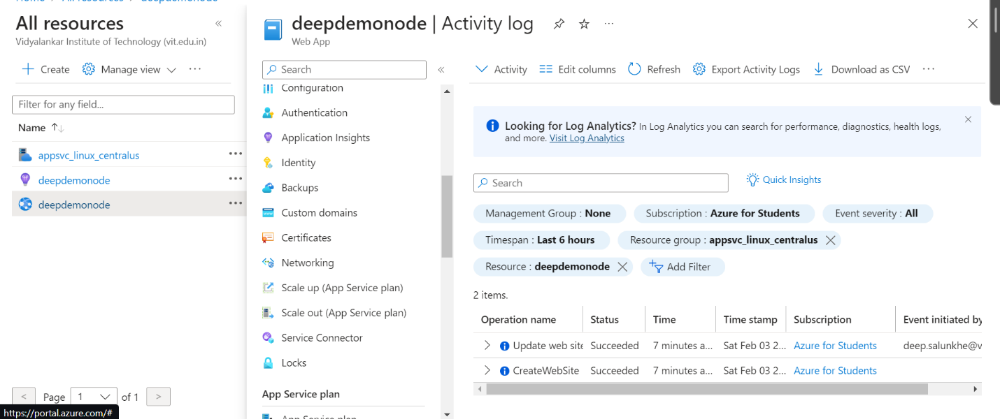 Home > All resources > deepdemonode
All resources «
Vidyalankar Institute of Technology (vit.edu.in)
+ Create Manage view ...
Filter for any field...
Name ↑↓
appsvc_linux_centralus ...
deepdemonode ...
deepdemonode ...
< Page 1 of 1 >
https://portal.azure.com/#
deepdemonode | Activity log ...
Web App
Search «
Configuration
Authentication
Application Insights
Identity
Backups
Custom domains
Certificates
Networking
Scale up (App Service plan)
Scale out (App Service plan)
Service Connector
Locks
App Service plan
App Service plan
Activity Edit columns Refresh Export Activity Logs Download as CSV ...
Looking for Log Analytics? In Log Analytics you can search for performance, diagnostics, health logs,
and more. Visit Log Analytics
Search Quick Insights
Management Group : None Subscription : Azure for Students Event severity : All
Timespan : Last 6 hours Resource group : appsvc_linux_centralus
Resource : deepdemonode Add Filter
2 items.
Operation name Status Time Time stamp Subscription Event initiated by
Update web site Succeeded 7 minutes a... Sat Feb 03 2... Azure for Students deep.salunkhe@v
CreateWebSite Succeeded 7 minutes a... Sat Feb 03 2... Azure for Students